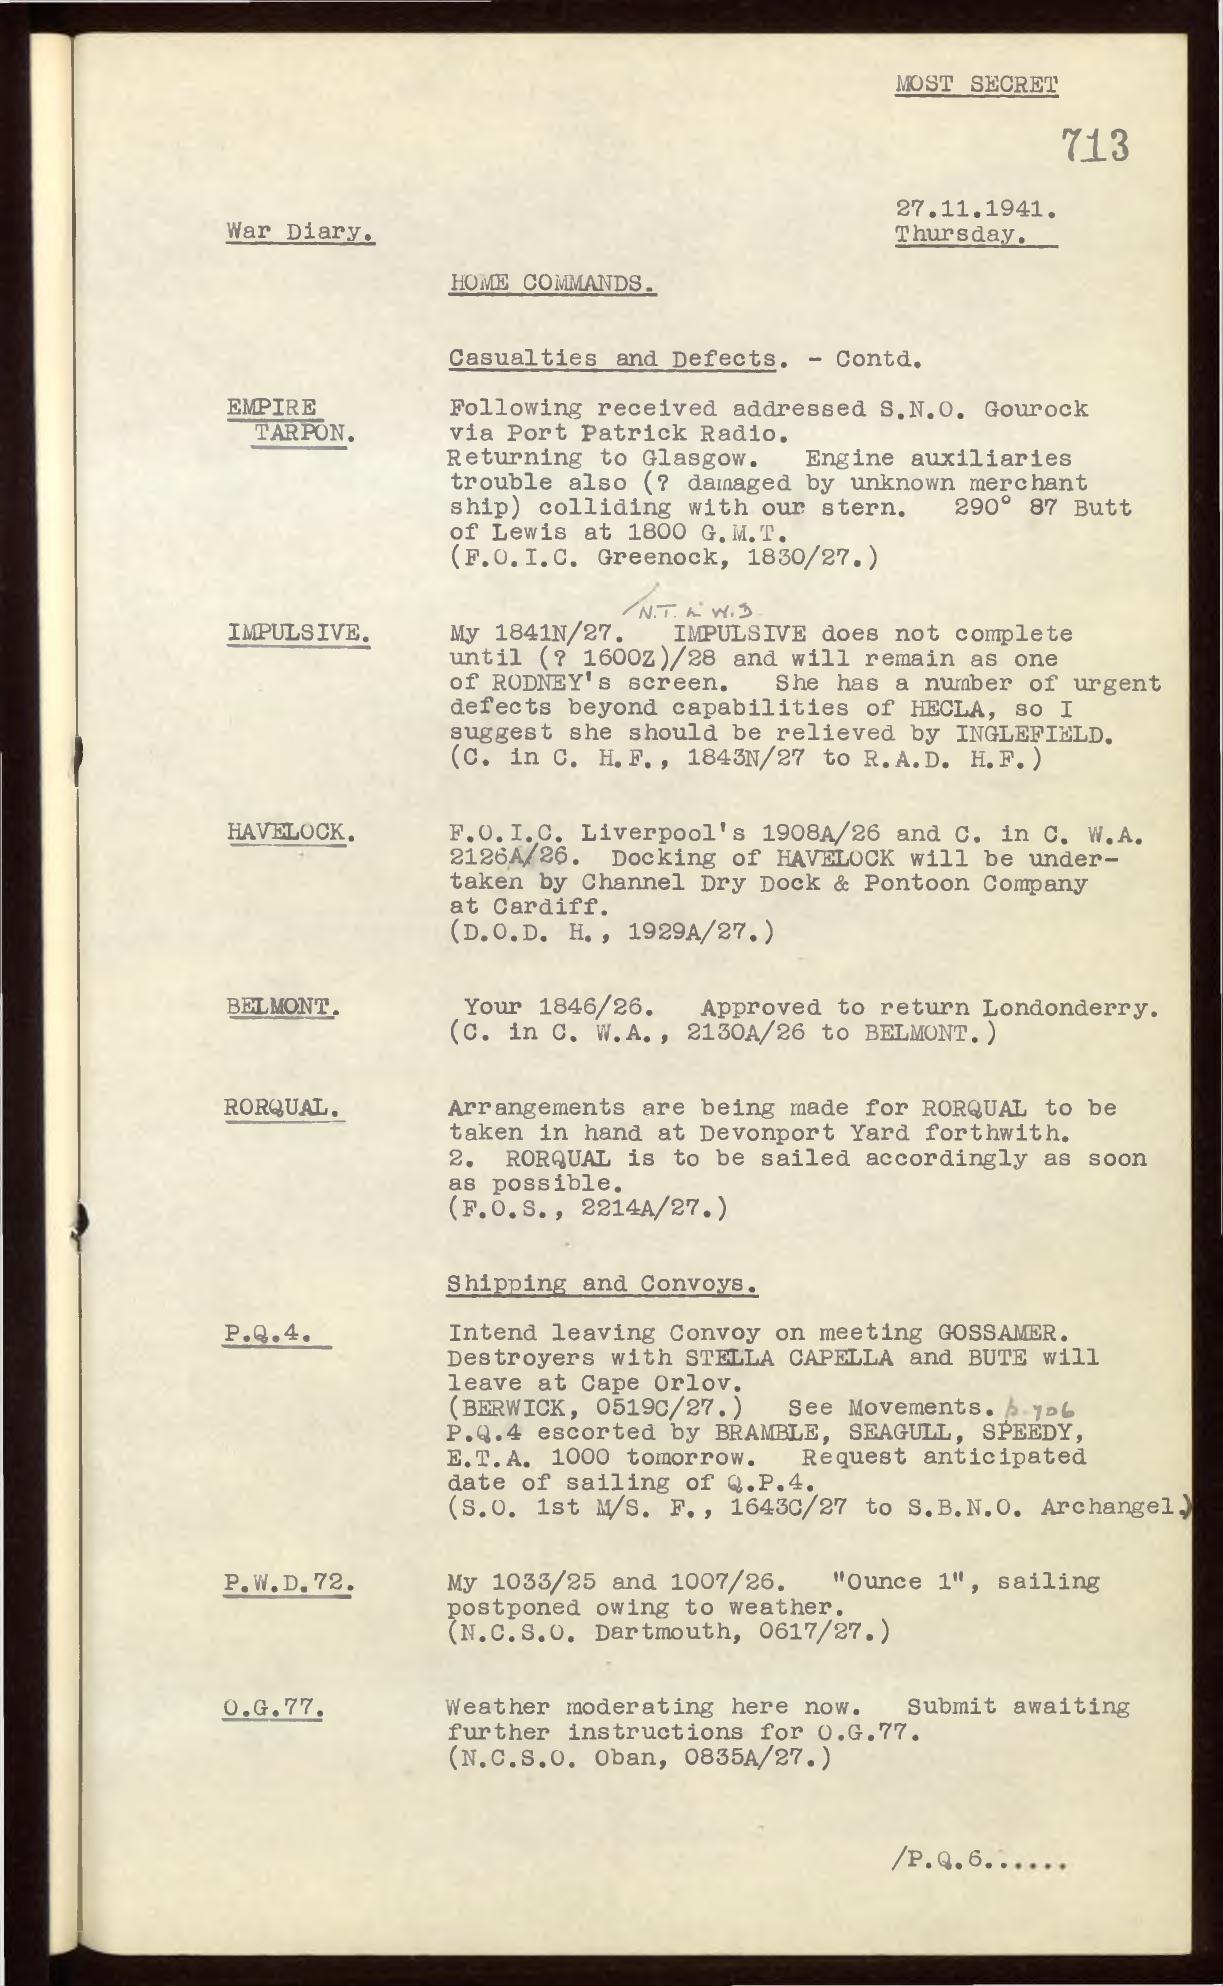 MOST SECRET
713
27.11.1941.
War Diary.
Thursday.
HOME COMMANDS.
Casualties and Defects. - Contd.
EMPIRE TARPON.
Following received addressed S.N.O. Gourock
via Port Patrick Radio.
Returning to Glasgow. Engine auxiliaries
trouble also (? damaged by unknown merchant
ship) colliding with our stern. 290° 87 Butt
of Lewis at 1800 G.M.T.
(F.O.I.C. Greenock, 1830/27.)
IMPULSIVE.
My 1841N/27. IMPULSIVE does not complete
until (? 1600Z)/28 and will remain as one
of RODNEY's screen. She has a number of urgent
defects beyond capabilities of HECLA, so I
suggest she should be relieved by INGLEFIELD.
(C. in C. H.F., 1843N/27 to R.A.D. H.F.)
HAVELOCK.
F.O.I.C. Liverpool's 1908A/26 and C. in C. W.A.
2126A/26. Docking of HAVELOCK will be under-
taken by Channel Dry Dock & Pontoon Company
at Cardiff.
(D.O.D. H., 1929A/27.)
BELMONT.
Your 1846/26. Approved to return Londonderry.
(C. in C. W.A., 2130A/26 to BELMONT.)
RORQUAL.
Arrangements are being made for RORQUAL to be
taken in hand at Devonport Yard forthwith.
2. RORQUAL is to be sailed accordingly as soon
as possible.
(F.O.S., 2214A/27.)
Shipping and Convoys.
P.Q.4.
Intend leaving Convoy on meeting GOSSAMER.
Destroyers with STELLA CAPELLA and BUTE will
leave at Cape Orlov.
(BERWICK, 0519C/27.) See Movements. p.706
P.Q.4 escorted by BRAMBLE, SEAGULL, SPEEDY,
E.T.A. 1000 tomorrow. Request anticipated
date of sailing of Q.P.4.
(S.O. 1st M/S. F., 1643C/27 to S.B.N.O. Archangel.)
P.W.D.72.
My 1033/25 and 1007/26. "Ounce 1", sailing
postponed owing to weather.
(N.C.S.O. Dartmouth, 0617/27.)
O.G.77.
Weather moderating here now. Submit awaiting
further instructions for O.G.77.
(N.C.S.O. Oban, 0835A/27.)
/P.Q.6......